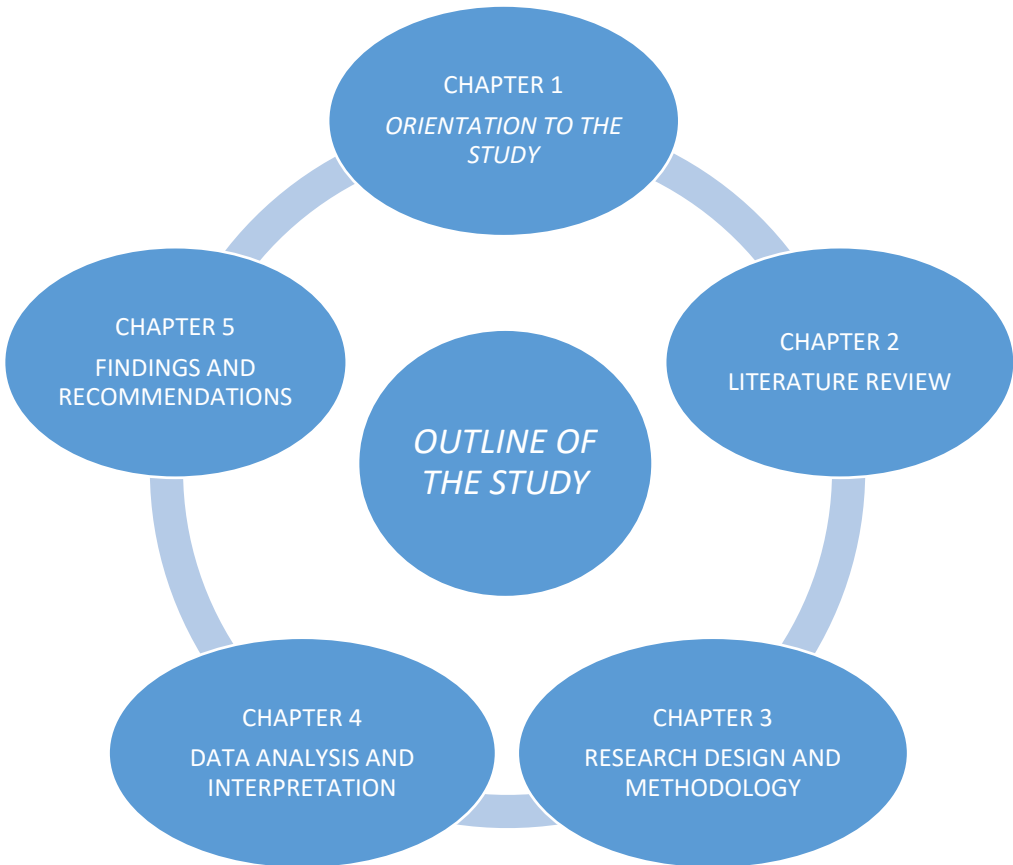 CHAPTER 1
ORIENTATION TO THE
STUDY
CHAPTER 2
LITERATURE REVIEW
CHAPTER 3
RESEARCH DESIGN AND
METHODOLOGY
CHAPTER 4
DATA ANALYSIS AND
INTERPRETATION
CHAPTER 5
FINDINGS AND
RECOMMENDATIONS
OUTLINE OF
THE STUDY